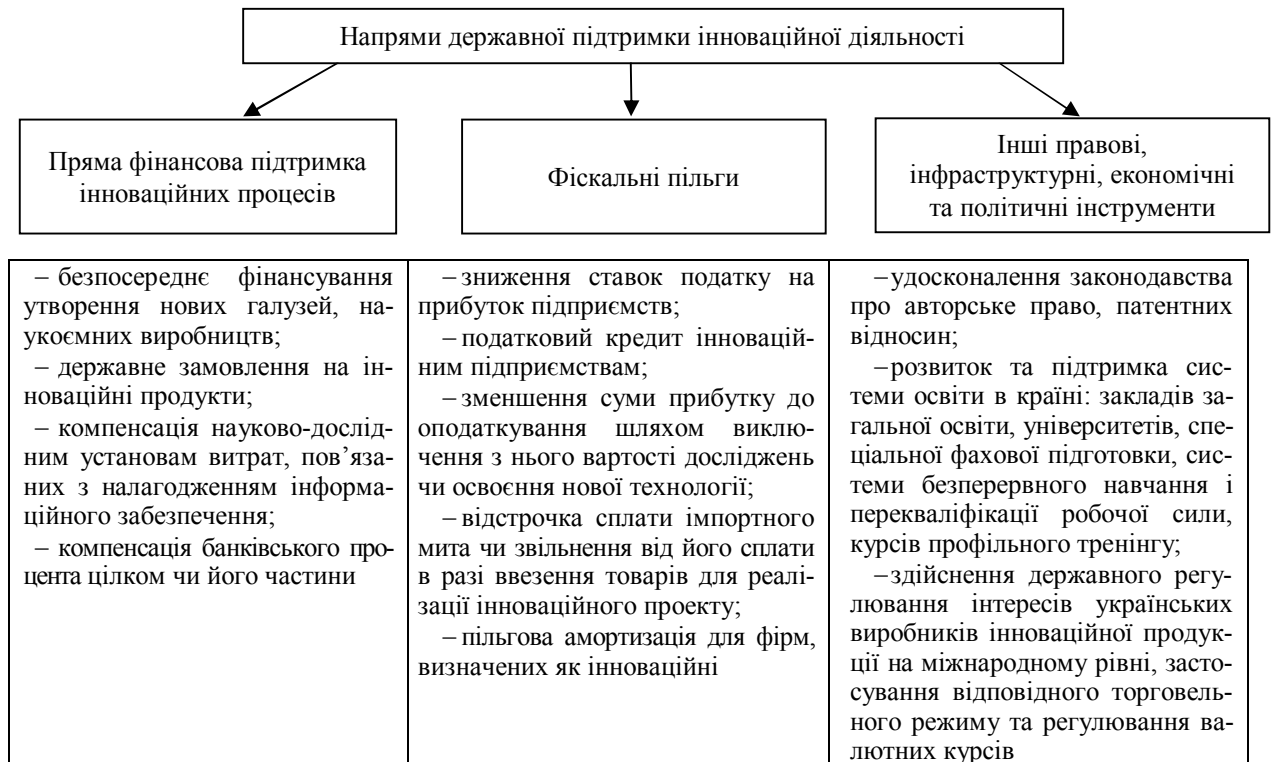 Напрями державної підтримки інноваційної діяльності
Пряма фінансова підтримка
інноваційних процесів
Фіскальні пільги
Інші правові,
інфраструктурні, економічні
та політичні інструменти
– безпосереднє фінансування
утворення нових галузей, на-
укоємних виробництв;
– державне замовлення на ін-
новаційні продукти;
– компенсація науково-дослід-
ним установам витрат, пов’яза-
них з налагодженням інформа-
ційного забезпечення;
– компенсація банківського про-
цента цілком чи його частини
– зниження ставок податку на
прибуток підприємств;
– податковий кредит інновацій-
ним підприємствам;
– зменшення суми прибутку до
оподаткування шляхом виклю-
чення з нього вартості досліджень
чи освоєння нової технології;
– відстрочка сплати імпортного
мита чи звільнення від його сплати
в разі ввезення товарів для реалі-
зації інноваційного проекту;
– пільгова амортизація для фірм,
визначених як інноваційні
– удосконалення законодавства
про авторське право, патентних
відносин;
– розвиток та підтримка сис-
теми освіти в країні: закладів за-
гальної освіти, університетів, спе-
ціальної фахової підготовки, сис-
теми безперервного навчання і
перекваліфікації робочої сили,
курсів профільного тренінгу;
– здійснення державного регу-
лювання інтересів українських
виробників інноваційної продук-
ції на міжнародному рівні, засто-
сування відповідного торговель-
ного режиму та регулювання ва-
лютних курсів